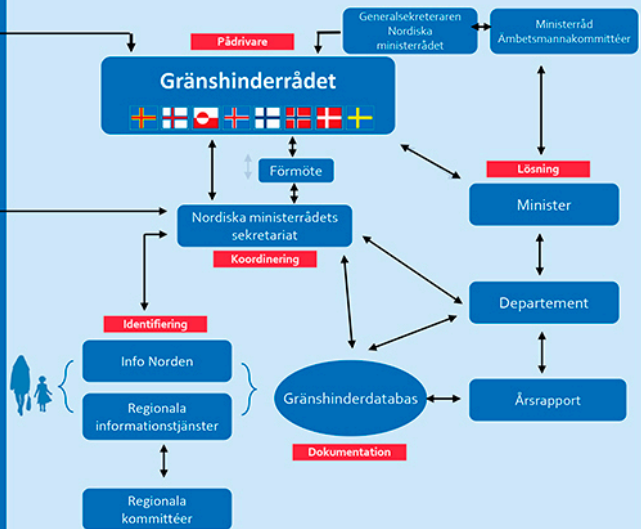 Generalsekreteraren
Nordiska
ministerrådet
Ministerråd
Ämbetsmannakommittéer
Pådrivare
Gränshinderrådet
Lösning
Förmöte
Minister
Nordiska ministerrådets
sekretariat
Koordinering
Departement
Identifiering
Info Norden
Regionala
informationstjänster
Gränshinderdatabas
Årsrapport
Dokumentation
Regionala
kommittéer